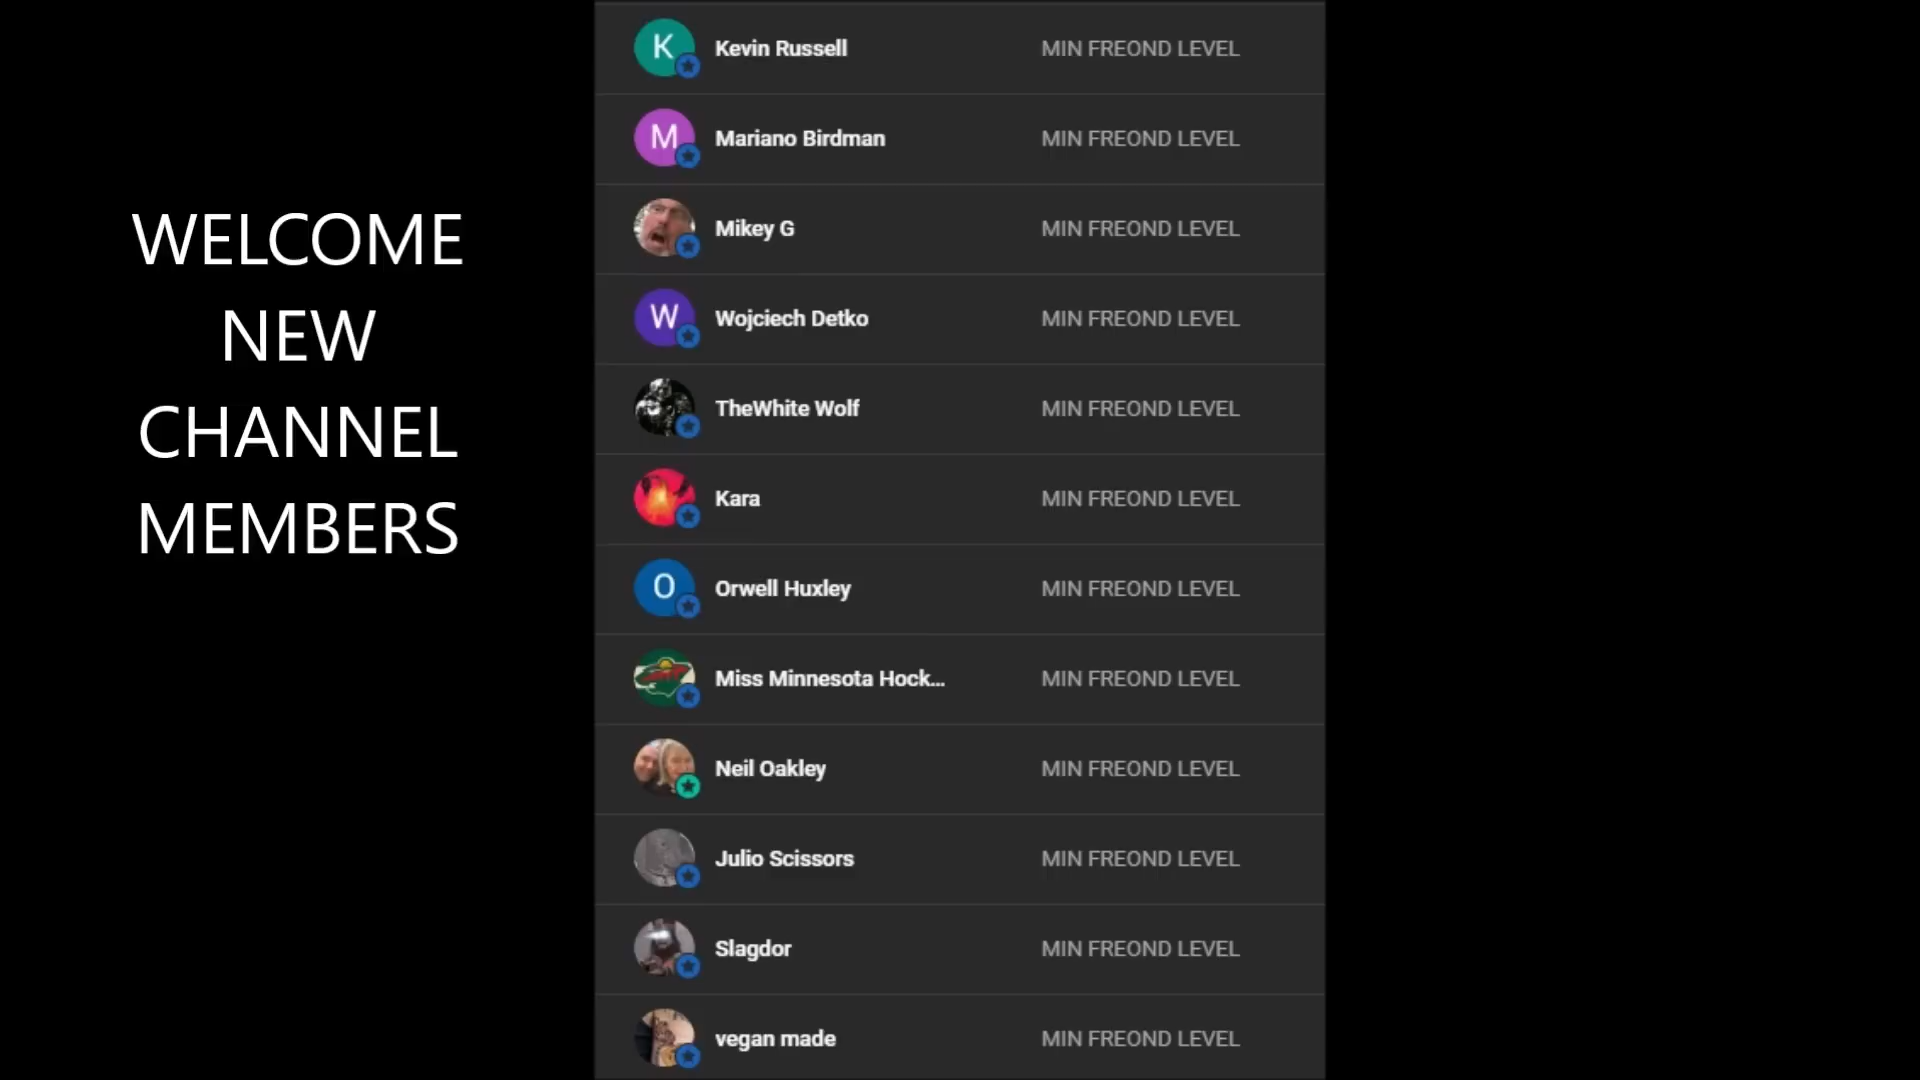 WELCOME
NEW
CHANNEL
MEMBERS
K Kevin Russell MIN FREOND LEVEL
M Mariano Birdman MIN FREOND LEVEL
Mikey G MIN FREOND LEVEL
W Wojciech Detko MIN FREOND LEVEL
TheWhite Wolf MIN FREOND LEVEL
Kara MIN FREOND LEVEL
O Orwell Huxley MIN FREOND LEVEL
Miss Minnesota Hock... MIN FREOND LEVEL
Neil Oakley MIN FREOND LEVEL
Julio Scissors MIN FREOND LEVEL
Slagdor MIN FREOND LEVEL
vegan made MIN FREOND LEVEL